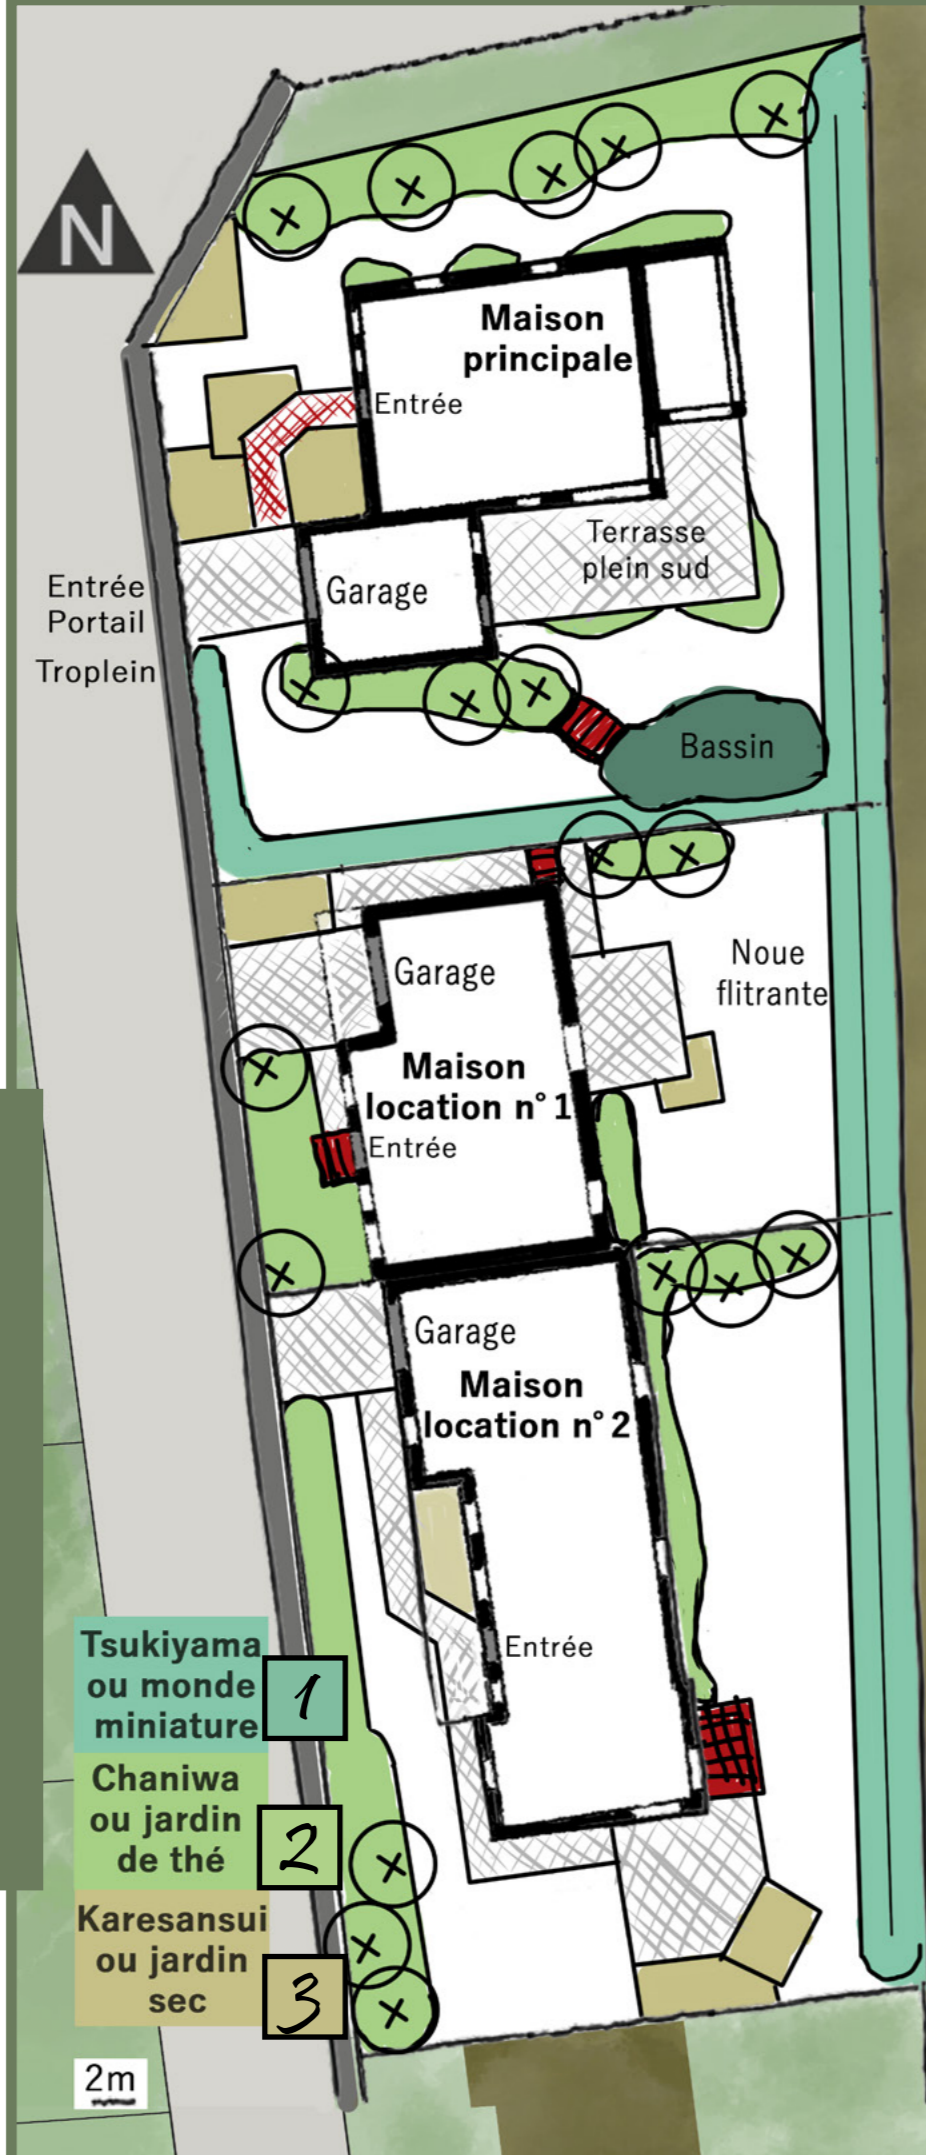 N
Maison
principale
Entrée
Terrasse
plein sud
Garage
Entrée
Portail
Troplein
Bassin
Noue
flitrante
Garage
Maison
location n° 1
Entrée
Garage
Maison
location n° 2
Entrée
Tsukiyama
ou monde
miniature
1
Chaniwa
ou jardin
de thé
2
Karesansui
ou jardin
sec
3
2m